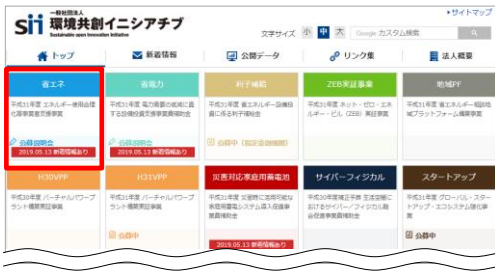 一般社団法人
sii 環境共創イニシアチブ
Sustainable open Innovation Initiative
サイトマップ
文字サイズ 小 中 大 Google カスタム検索
トップ
新着情報
公開データ
リンク集
法人概要
省エネ
平成31年度 エネルギー使用合理
化等事業者支援事業
公募説明会
2019.05.13 新着情報あり
省電力
平成31年度 電力需要の低減に資
する設備投資支援事業費補助金
公募説明会
2019.05.13 新着情報あり
利子補給
平成31年度 省エネルギー設備投
資に係る利子補給金
公募中（指定金融機関）
ZEB実証事業
平成31年度 ネット・ゼロ・エネ
ルギー・ビル（ZEB）実証事業
地域PF
平成31年度 省エネルギー相談地
域プラットフォーム構築事業
H30VPP
平成30年度 バーチャルパワープ
ラント構築実証事業
H31VPP
平成31年度 バーチャルパワープ
ラント構築実証事業
公募中
災害対応家庭用蓄電池
平成31年度 災害時に活用可能な
家庭用蓄電システム導入促進事
業費補助金
2019.05.13 新着情報あり
サイバーフィジカル
平成30年度補正予算 生活空間に
おけるサイバー／フィジカル融
合促進事業費補助金
スタートアップ
平成31年度 グローバル・スター
トアップ・エコシステム強化事
業
公募中